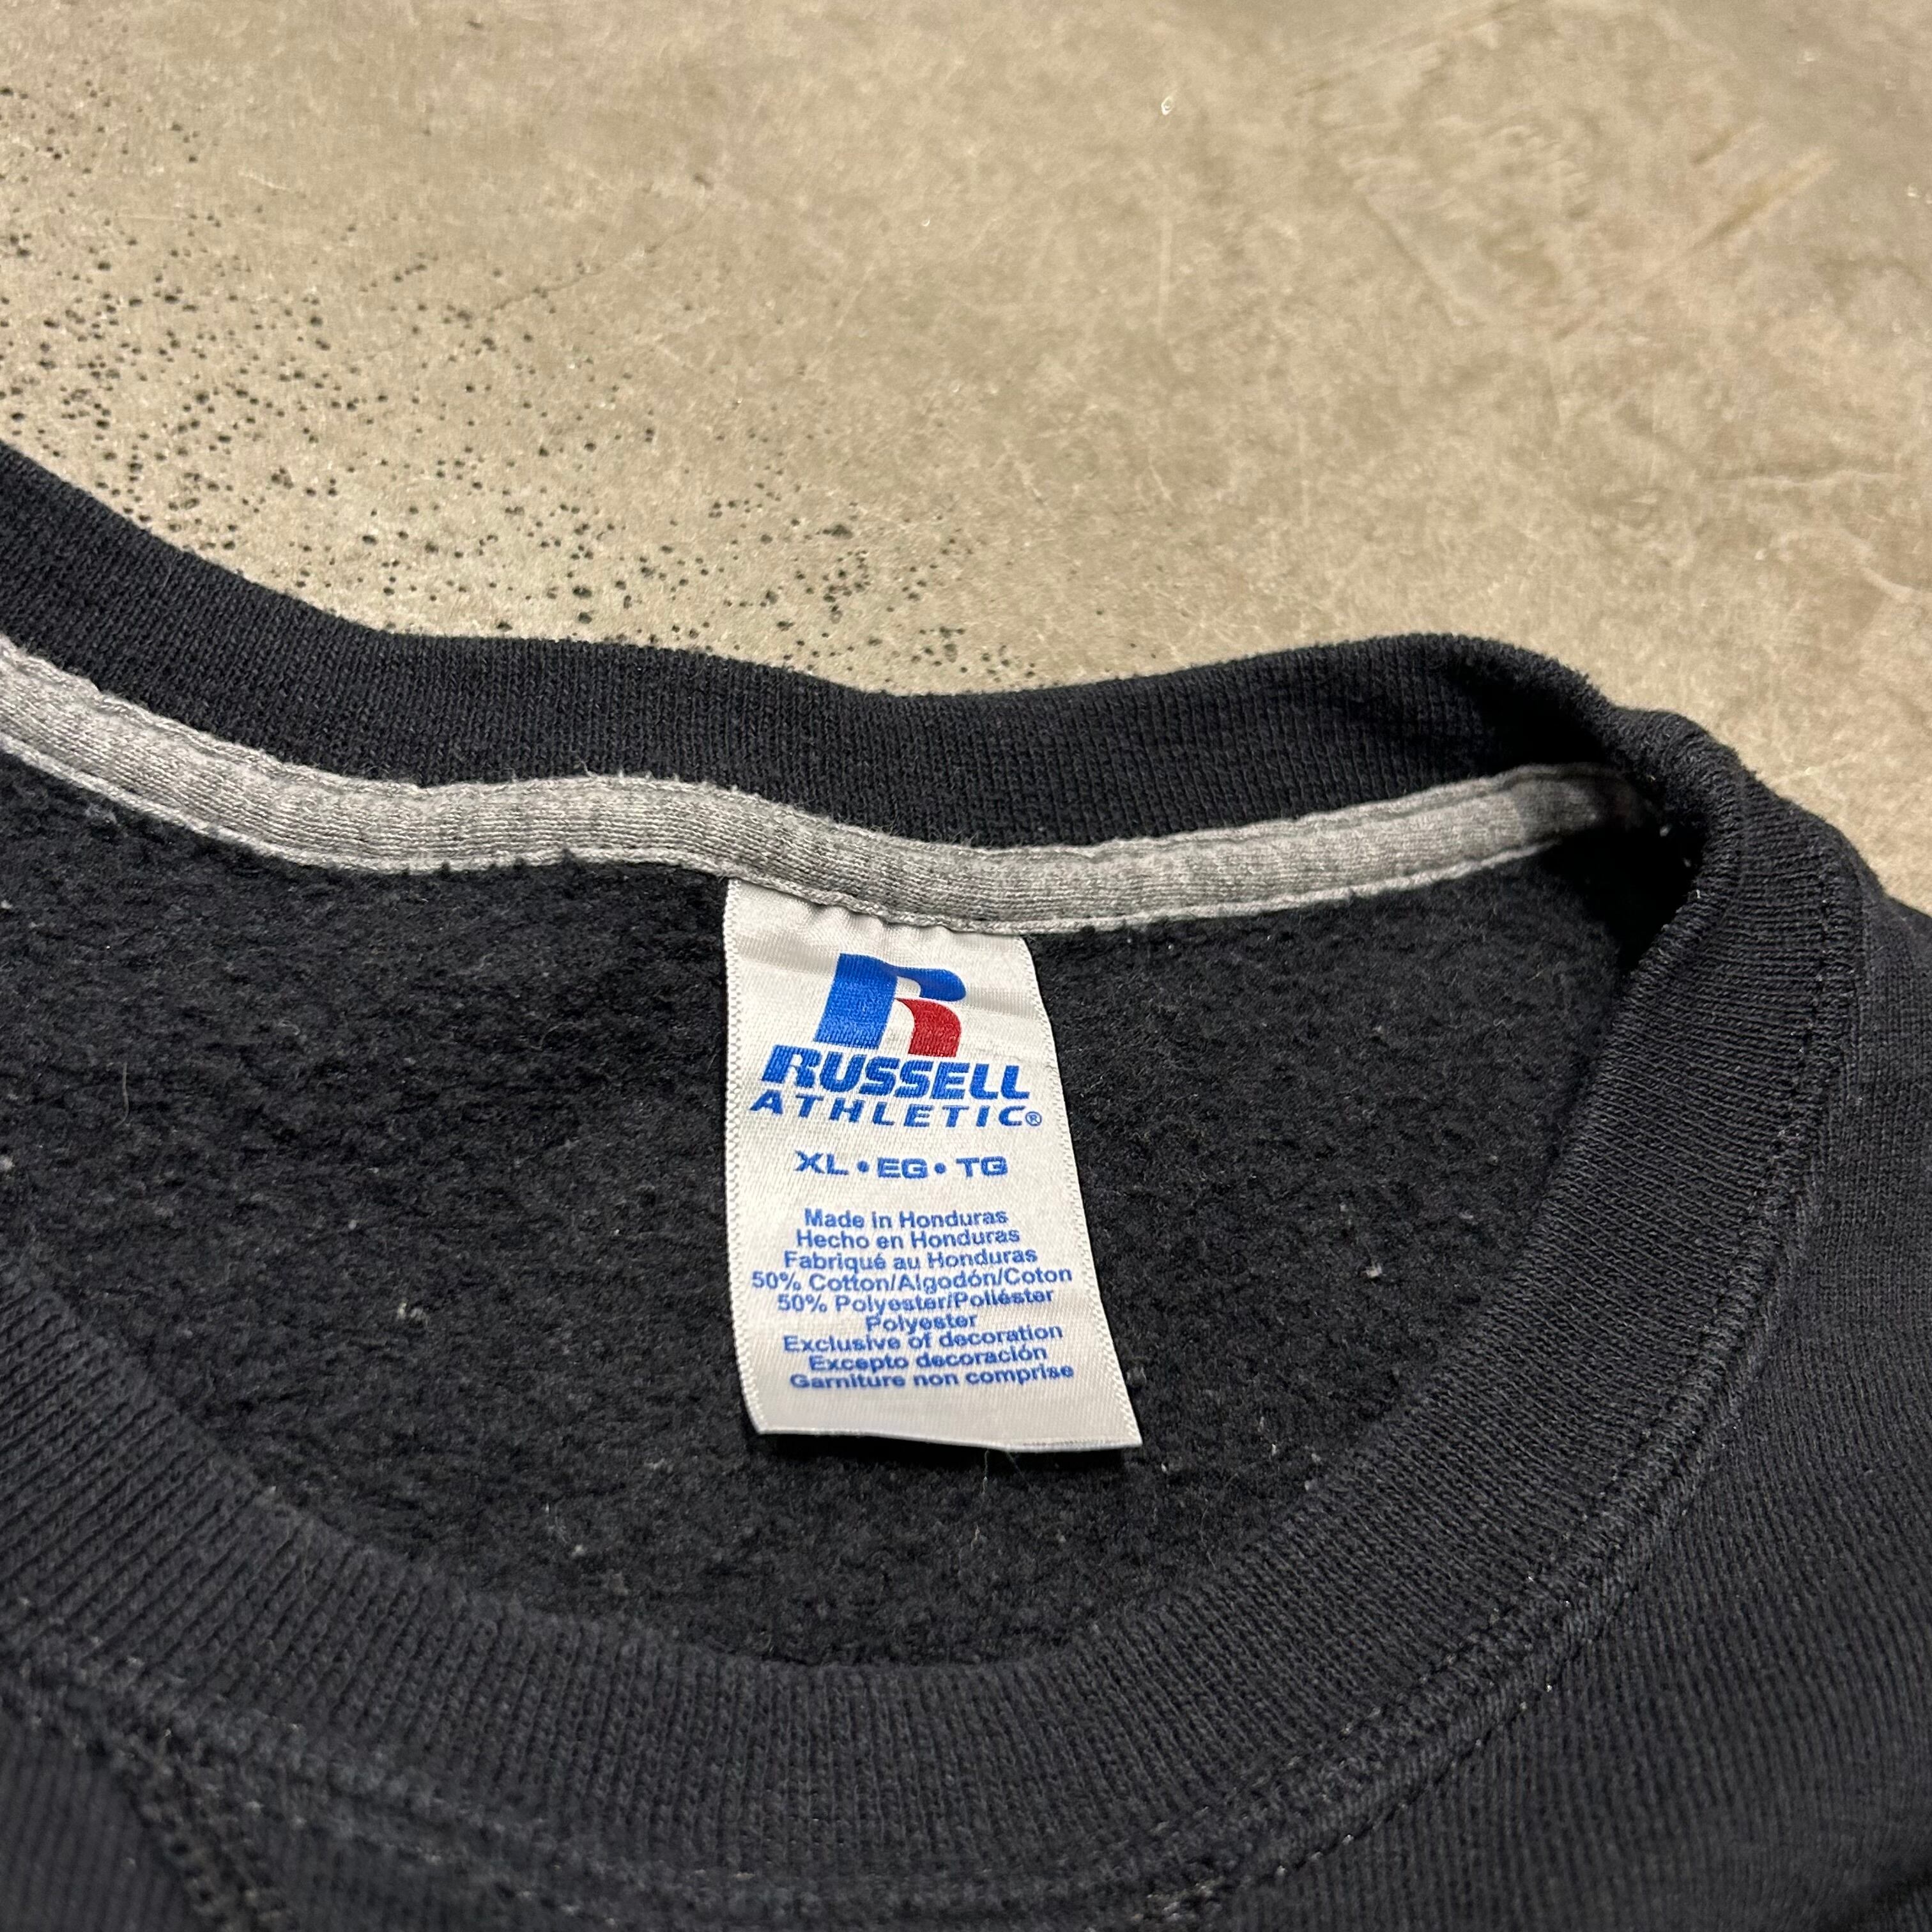 R
RUSSELL
ATHLETIC®
XL • EG • TG
Made in Honduras
Hecho en Honduras
Fabriqué au Honduras
50% Cotton/Algodón/Coton
50% Polyester/Poliéster
Polyester
Exclusive of decoration
Excepto decoración
Garniture non comprise